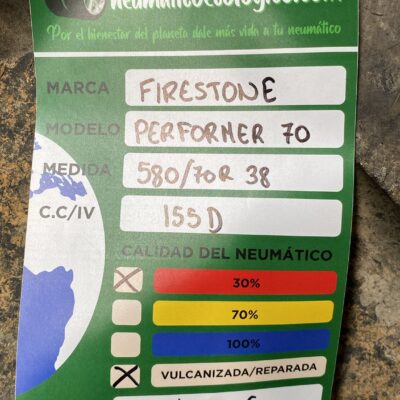 neumaticoecologico.com
Por el bienestar del planeta dale más vida a tu neumático
MARCA FIRESTONE
MODELO PERFORMER 70
MEDIDA 580/70R 38
C.C/IV 155D
CALIDAD DEL NEUMÁTICO
30%
70%
100%
VULCANIZADA/REPARADA